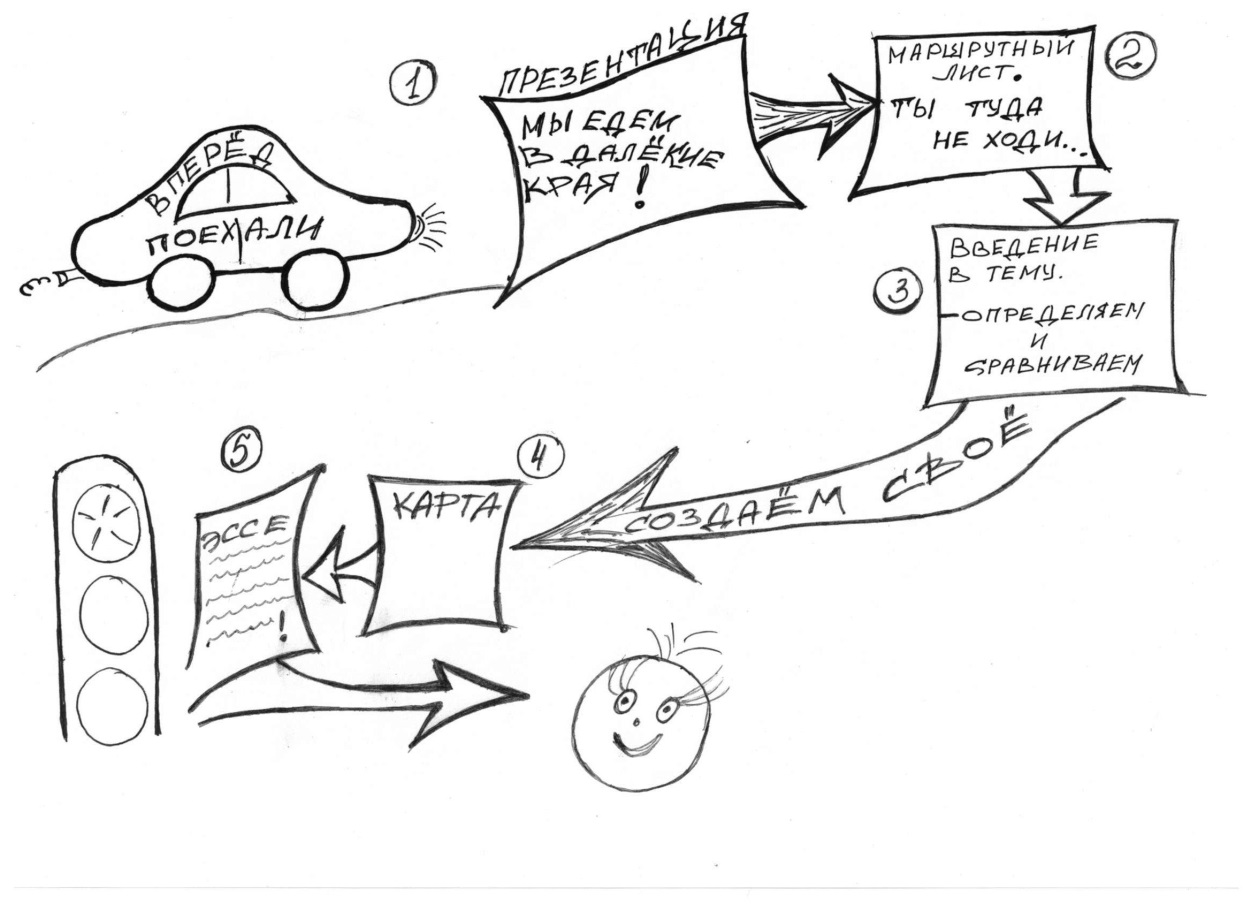 1
ПРЕЗЕНТАЦИЯ
МЫ ЕДЕМ
В ДАЛЁКИЕ
КРАЯ!
2
МАРШРУТНЫЙ
ЛИСТ.
ТЫ ТУДА
НЕ ХОДИ...
ВПЕРЁД
ПОЕХАЛИ
3
ВВЕДЕНИЕ
В ТЕМУ.
–ОПРЕДЕЛЯЕМ
И
СРАВНИВАЕМ
СОЗДАЁМ СВОЁ
4
КАРТА
5
ЭССЕ
!